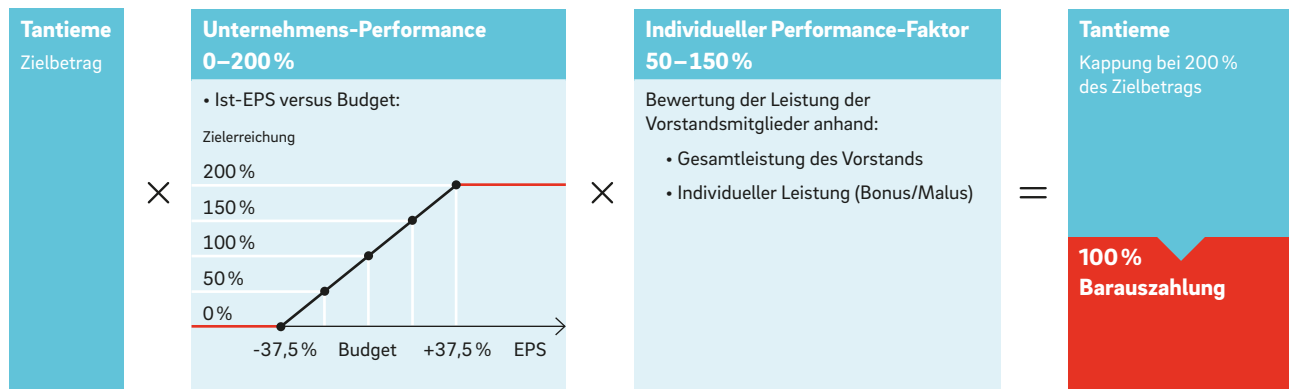 Tantieme
Zielbetrag
×
Unternehmens-Performance
0–200 %
• Ist-EPS versus Budget:
Zielerreichung
200 %
150 %
100 %
50 %
0 %
-37,5 %
Budget
+37,5 %
EPS
×
Individueller Performance-Faktor
50–150 %
Bewertung der Leistung der
Vorstandsmitglieder anhand:
• Gesamtleistung des Vorstands
• Individueller Leistung (Bonus/Malus)
=
Tantieme
Kappung bei 200 %
des Zielbetrags
100 %
Barauszahlung